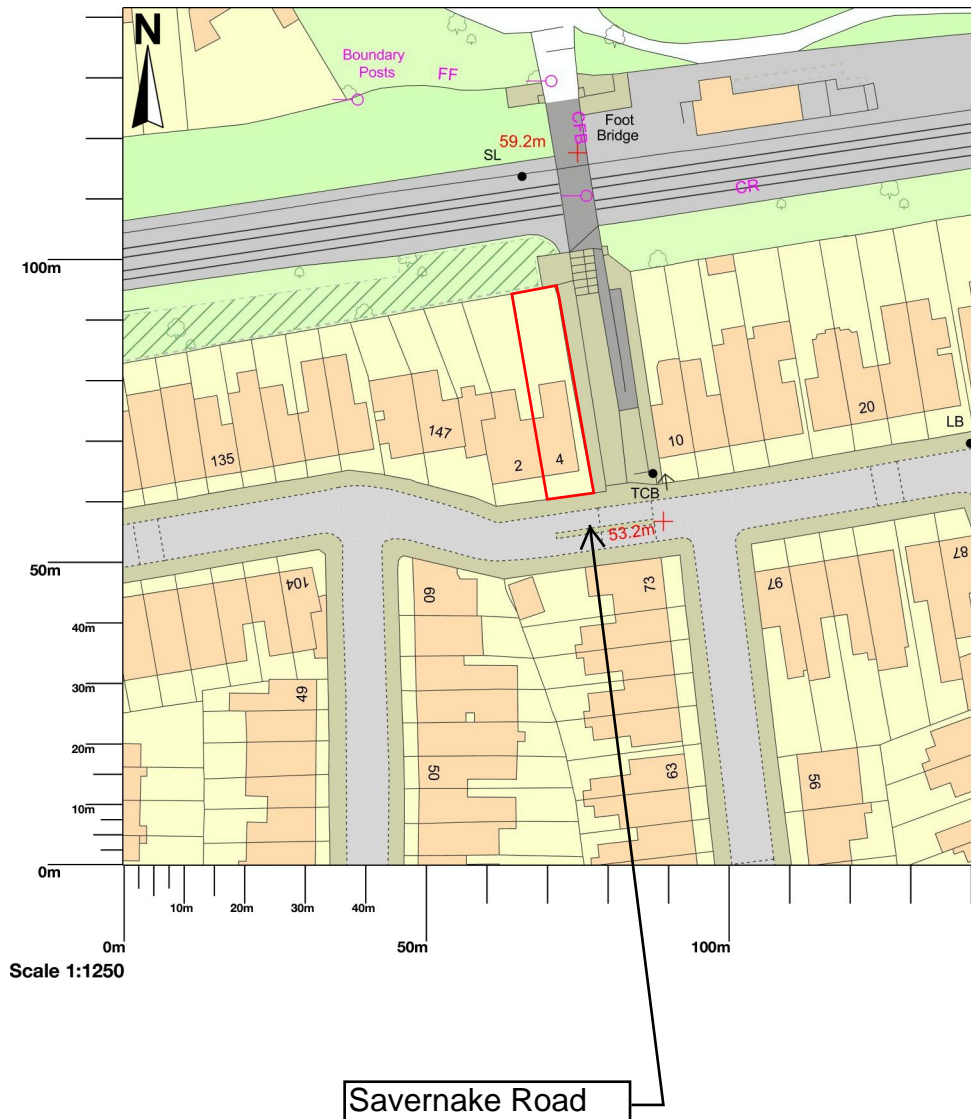 N
Boundary
Posts
FF
CFB
Foot
Bridge
59.2m
SL
CR
100m
135
147
2
4
10
20
LB
TCB
53.2m
50m
104
60
73
97
87
40m
30m
49
20m
50
63
56
10m
0m
10m
20m
30m
40m
0m
50m
100m
Scale 1:1250
Savernake Road